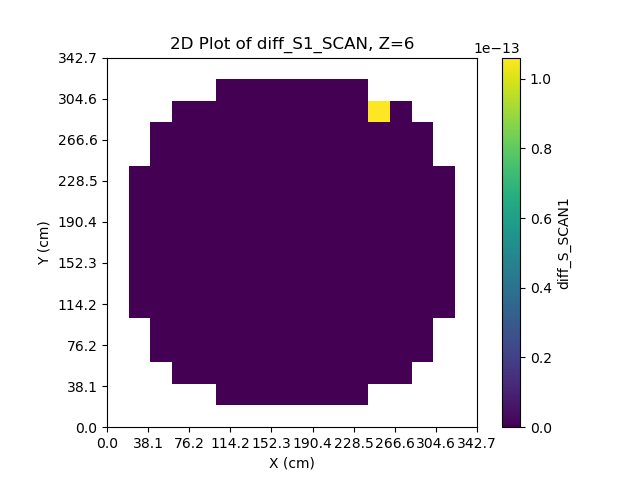 2D Plot of diff_S1_SCAN, Z=6
1e−13
342.7
304.6
266.6
228.5
190.4
152.3
114.2
76.2
38.1
0.0
Y (cm)
0.0 38.1 76.2 114.2 152.3 190.4 228.5 266.6 304.6 342.7
X (cm)
1.0
0.8
0.6
0.4
0.2
0.0
diff_S_SCAN1